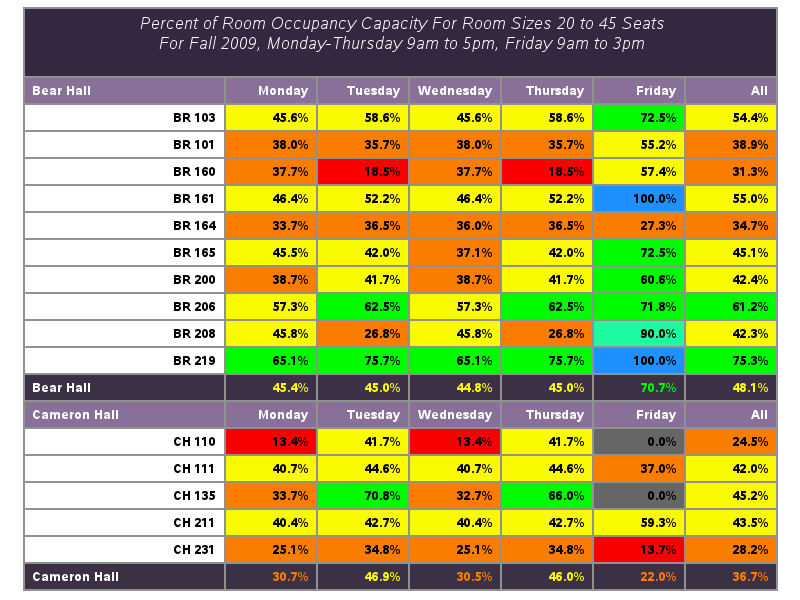 Percent of Room Occupancy Capacity For Room Sizes 20 to 45 Seats
For Fall 2009, Monday-Thursday 9am to 5pm, Friday 9am to 3pm
Bear Hall Monday Tuesday Wednesday Thursday Friday All
BR 103 45.6% 58.6% 45.6% 58.6% 72.5% 54.4%
BR 101 38.0% 35.7% 38.0% 35.7% 55.2% 38.9%
BR 160 37.7% 18.5% 37.7% 18.5% 57.4% 31.3%
BR 161 46.4% 52.2% 46.4% 52.2% 100.0% 55.0%
BR 164 33.7% 36.5% 36.0% 36.5% 27.3% 34.7%
BR 165 45.5% 42.0% 37.1% 42.0% 72.5% 45.1%
BR 200 38.7% 41.7% 38.7% 41.7% 60.6% 42.4%
BR 206 57.3% 62.5% 57.3% 62.5% 71.8% 61.2%
BR 208 45.8% 26.8% 45.8% 26.8% 90.0% 42.3%
BR 219 65.1% 75.7% 65.1% 75.7% 100.0% 75.3%
Bear Hall 45.4% 45.0% 44.8% 45.0% 70.7% 48.1%
Cameron Hall Monday Tuesday Wednesday Thursday Friday All
CH 110 13.4% 41.7% 13.4% 41.7% 0.0% 24.5%
CH 111 40.7% 44.6% 40.7% 44.6% 37.0% 42.0%
CH 135 33.7% 70.8% 32.7% 66.0% 0.0% 45.2%
CH 211 40.4% 42.7% 40.4% 42.7% 59.3% 43.5%
CH 231 25.1% 34.8% 25.1% 34.8% 13.7% 28.2%
Cameron Hall 30.7% 46.9% 30.5% 46.0% 22.0% 36.7%